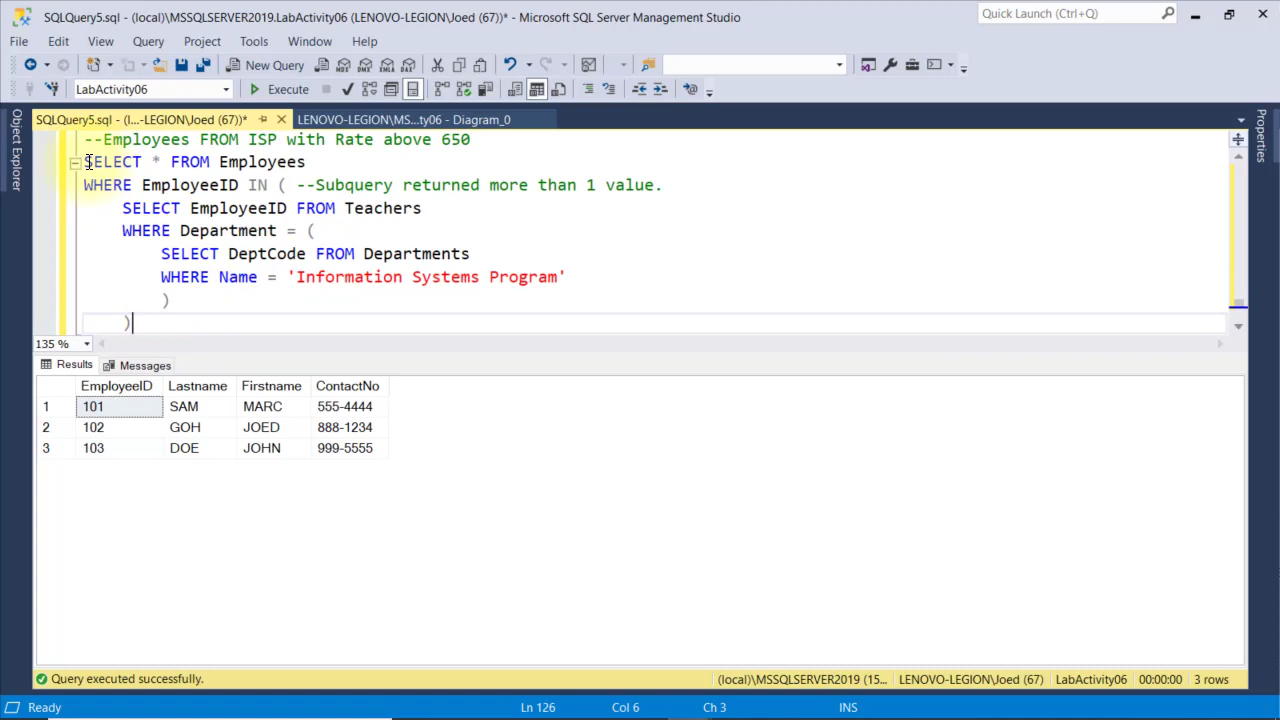 SQLQuery5.sql - (local)\MSSQLSERVER2019.LabActivity06 (LENOVO-LEGION\Joed (67))* - Microsoft SQL Server Management Studio
Quick Launch (Ctrl+Q)
File Edit View Query Project Tools Window Help
New Query MDX DMX XMLA DAX
LabActivity06 Execute
SQLQuery5.sql - (l...-LEGION\Joed (67))* LENOVO-LEGION\MS...ty06 - Diagram_0
Object Explorer
Properties
--Employees FROM ISP with Rate above 650
SELECT * FROM Employees
WHERE EmployeeID IN ( --Subquery returned more than 1 value.
SELECT EmployeeID FROM Teachers
WHERE Department = (
SELECT DeptCode FROM Departments
WHERE Name = 'Information Systems Program'
)
)
135 %
Results Messages
EmployeeID Lastname Firstname ContactNo
1 101 SAM MARC 555-4444
2 102 GOH JOED 888-1234
3 103 DOE JOHN 999-5555
Query executed successfully. (local)\MSSQLSERVER2019 (15... LENOVO-LEGION\Joed (67) LabActivity06 00:00:00 3 rows
Ready Ln 126 Col 6 Ch 3 INS